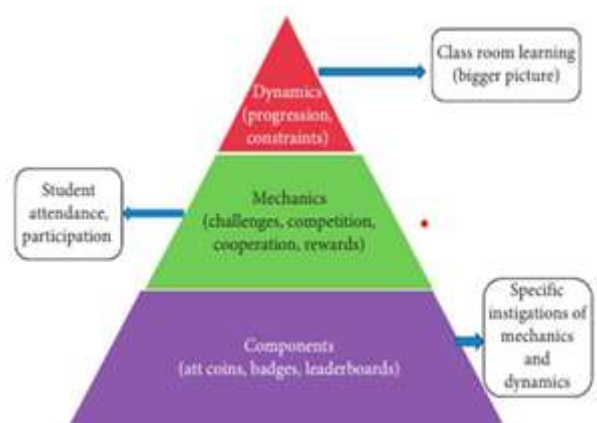 Class room learning
(bigger picture)
Dynamics
(progression,
constraints)
Student
attendance,
participation
Mechanics
(challenges, competition,
cooperation, rewards)
Specific
instigations of
mechanics
and
dynamics
Components
(att coins, badges, leaderboards)